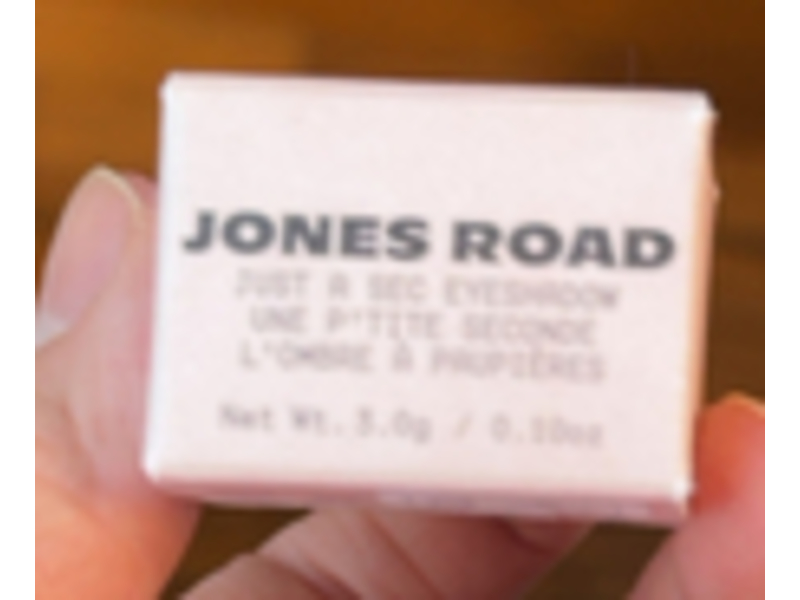 JONES ROAD
JUST A SEC EYESHADOW
UNE P'TITE SECONDE
L'OMBRE À PAUPIÈRES
Net Wt. 3.0g / 0.10oz